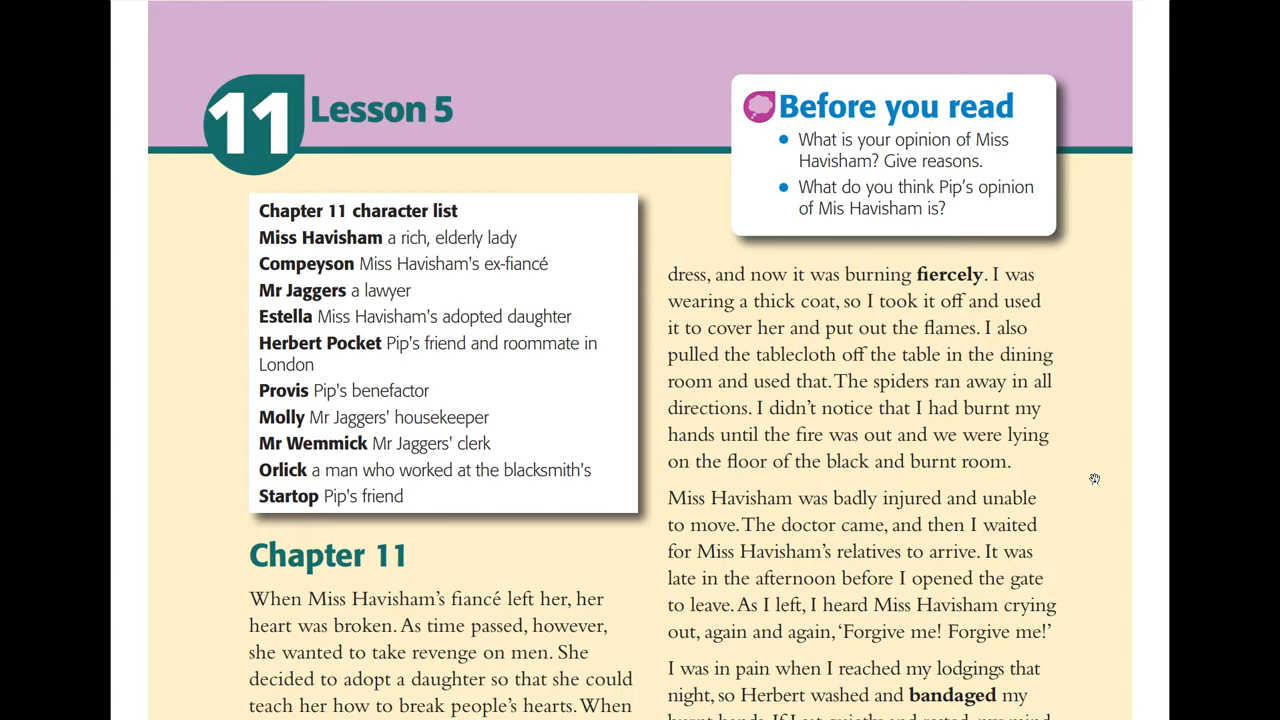 11 Lesson 5
Before you read
What is your opinion of Miss
Havisham? Give reasons.
What do you think Pip's opinion
of Mis Havisham is?
Chapter 11 character list
Miss Havisham a rich, elderly lady
Compeyson Miss Havisham's ex-fiancé
Mr Jaggers a lawyer
Estella Miss Havisham's adopted daughter
Herbert Pocket Pip's friend and roommate in
London
Provis Pip's benefactor
Molly Mr Jaggers' housekeeper
Mr Wemmick Mr Jaggers' clerk
Orlick a man who worked at the blacksmith's
Startop Pip's friend
Chapter 11
When Miss Havisham's fiancé left her, her
heart was broken. As time passed, however,
she wanted to take revenge on men. She
decided to adopt a daughter so that she could
teach her how to break people's hearts. When
dress, and now it was burning fiercely. I was
wearing a thick coat, so I took it off and used
it to cover her and put out the flames. I also
pulled the tablecloth off the table in the dining
room and used that. The spiders ran away in all
directions. I didn't notice that I had burnt my
hands until the fire was out and we were lying
on the floor of the black and burnt room.
Miss Havisham was badly injured and unable
to move. The doctor came, and then I waited
for Miss Havisham's relatives to arrive. It was
late in the afternoon before I opened the gate
to leave. As I left, I heard Miss Havisham crying
out, again and again, 'Forgive me! Forgive me!'
I was in pain when I reached my lodgings that
night, so Herbert washed and bandaged my